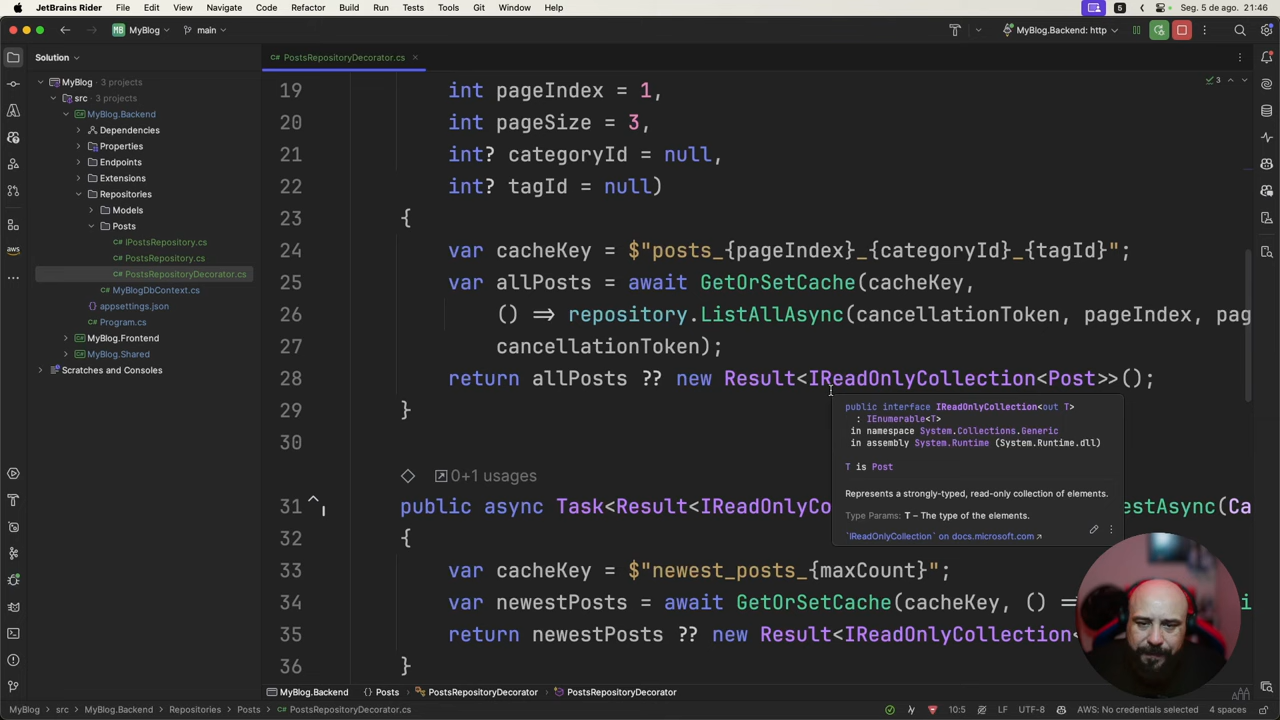 JetBrains Rider File Edit View Navigate Code Refactor Build Run Tests Tools Git Window Help 5 Seg. 5 de ago. 21:46
MB MyBlog main MyBlog.Backend: http
Solution
PostsRepositoryDecorator.cs
MyBlog 3 projects
src 3 projects
MyBlog.Backend
Dependencies
Properties
Endpoints
Extensions
Repositories
Models
Posts
C# IPostsRepository.cs
C# PostsRepository.cs
C# PostsRepositoryDecorator.cs
C# MyBlogDbContext.cs
appsettings.json
C# Program.cs
MyBlog.Frontend
MyBlog.Shared
Scratches and Consoles
aws
3
19 int pageIndex = 1,
20 int pageSize = 3,
21 int? categoryId = null,
22 int? tagId = null)
23 {
24 var cacheKey = $"posts_{pageIndex}_{categoryId}_{tagId}";
25 var allPosts = await GetOrSetCache(cacheKey,
26 () => repository.ListAllAsync(cancellationToken, pageIndex, pag
27 cancellationToken);
28 return allPosts ?? new Result<IReadOnlyCollection<Post>>();
29 }
30
0+1 usages
31 public async Task<Result<IReadOnlyCo estAsync(Ca
32 {
33 var cacheKey = $"newest_posts_{maxCount}";
34 var newestPosts = await GetOrSetCache(cacheKey, () =
35 return newestPosts ?? new Result<IReadOnlyCollection<
36 }
public interface IReadOnlyCollection<out T>
: IEnumerable<T>
in namespace System.Collections.Generic
in assembly System.Runtime (System.Runtime.dll)
T is Post
Represents a strongly-typed, read-only collection of elements.
Type Params: T – The type of the elements.
`IReadOnlyCollection` on docs.microsoft.com
MyBlog.Backend Posts PostsRepositoryDecorator PostsRepositoryDecorator
MyBlog src MyBlog.Backend Repositories Posts C# PostsRepositoryDecorator.cs 10:5 LF UTF-8 AWS: No credentials selected 4 spaces